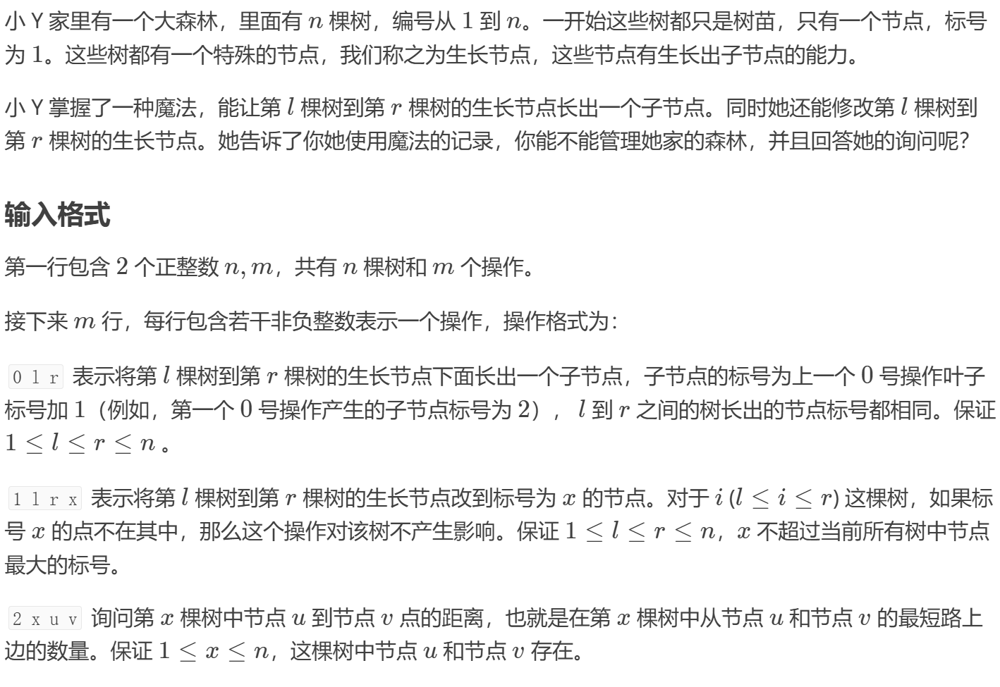 小 Y 家里有一个大森林，里面有 n 棵树，编号从 1 到 n。一开始这些树都只是树苗，只有一个节点，标号
为 1。这些树都有一个特殊的节点，我们称之为生长节点，这些节点有生长出子节点的能力。
小 Y 掌握了一种魔法，能让第 l 棵树到第 r 棵树的生长节点长出一个子节点。同时她还能修改第 l 棵树到
第 r 棵树的生长节点。她告诉了你她使用魔法的记录，你能不能管理她家的森林，并且回答她的询问呢？
输入格式
第一行包含 2 个正整数 n, m，共有 n 棵树和 m 个操作。
接下来 m 行，每行包含若干非负整数表示一个操作，操作格式为：
0 l r 表示将第 l 棵树到第 r 棵树的生长节点下面长出一个子节点，子节点的标号为上一个 0 号操作叶子
标号加 1（例如，第一个 0 号操作产生的子节点标号为 2）， l 到 r 之间的树长出的节点标号都相同。保证
1 ≤ l ≤ r ≤ n 。
1 l r x 表示将第 l 棵树到第 r 棵树的生长节点改到标号为 x 的节点。对于 i (l ≤ i ≤ r) 这棵树，如果标
号 x 的点不在其中，那么这个操作对该树不产生影响。保证 1 ≤ l ≤ r ≤ n，x 不超过当前所有树中节点
最大的标号。
2 x u v 询问第 x 棵树中节点 u 到节点 v 点的距离，也就是在第 x 棵树中从节点 u 和节点 v 的最短路上
边的数量。保证 1 ≤ x ≤ n，这棵树中节点 u 和节点 v 存在。